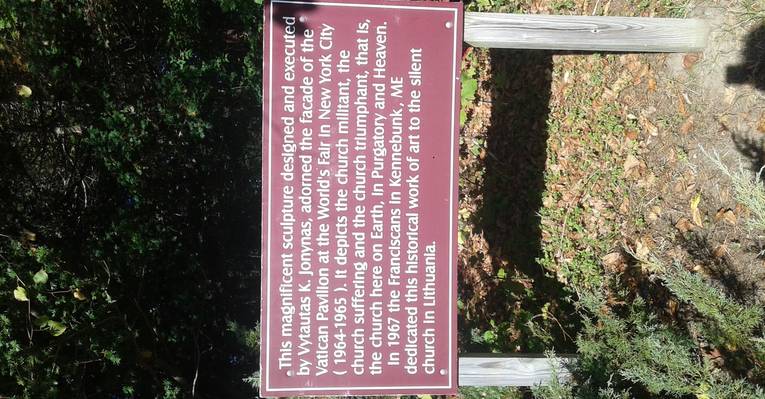 This magnificent sculpture designed and executed
by Vytautas K. Jonynas, adorned the facade of the
Vatican Pavilion at the World's Fair in New York City
( 1964-1965 ). It depicts the church militant, the
church suffering and the church triumphant, that is,
the church here on Earth, in Purgatory and Heaven.
In 1967 the Franciscans in Kennebunk, ME
dedicated this historical work of art to the silent
church in Lithuania.